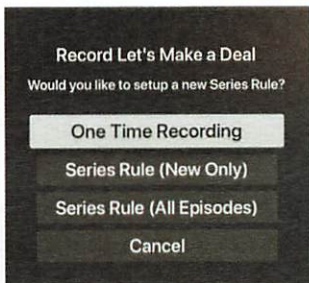 Record Let's Make a Deal
Would you like to setup a new Series Rule?
One Time Recording
Series Rule (New Only)
Series Rule (All Episodes)
Cancel